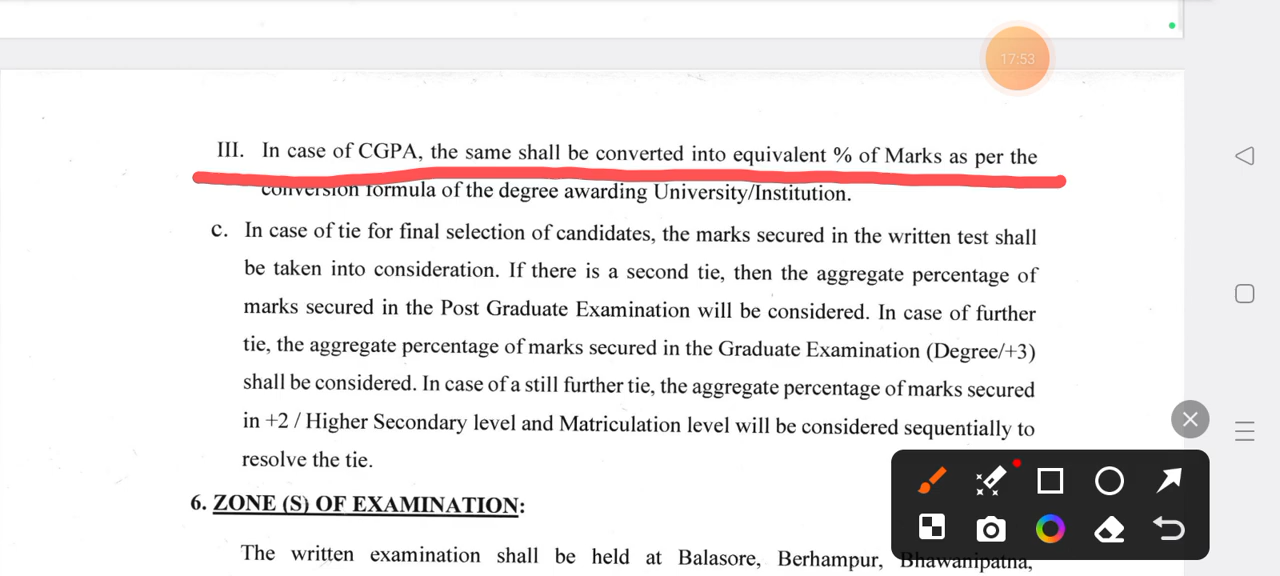 17:53
III. In case of CGPA, the same shall be converted into equivalent % of Marks as per the
conversion formula of the degree awarding University/Institution.
c. In case of tie for final selection of candidates, the marks secured in the written test shall
be taken into consideration. If there is a second tie, then the aggregate percentage of
marks secured in the Post Graduate Examination will be considered. In case of further
tie, the aggregate percentage of marks secured in the Graduate Examination (Degree/+3)
shall be considered. In case of a still further tie, the aggregate percentage of marks secured
in +2 / Higher Secondary level and Matriculation level will be considered sequentially to
resolve the tie.
6. ZONE (S) OF EXAMINATION:
The written examination shall be held at Balasore, Berhampur, Bhawanipatna,